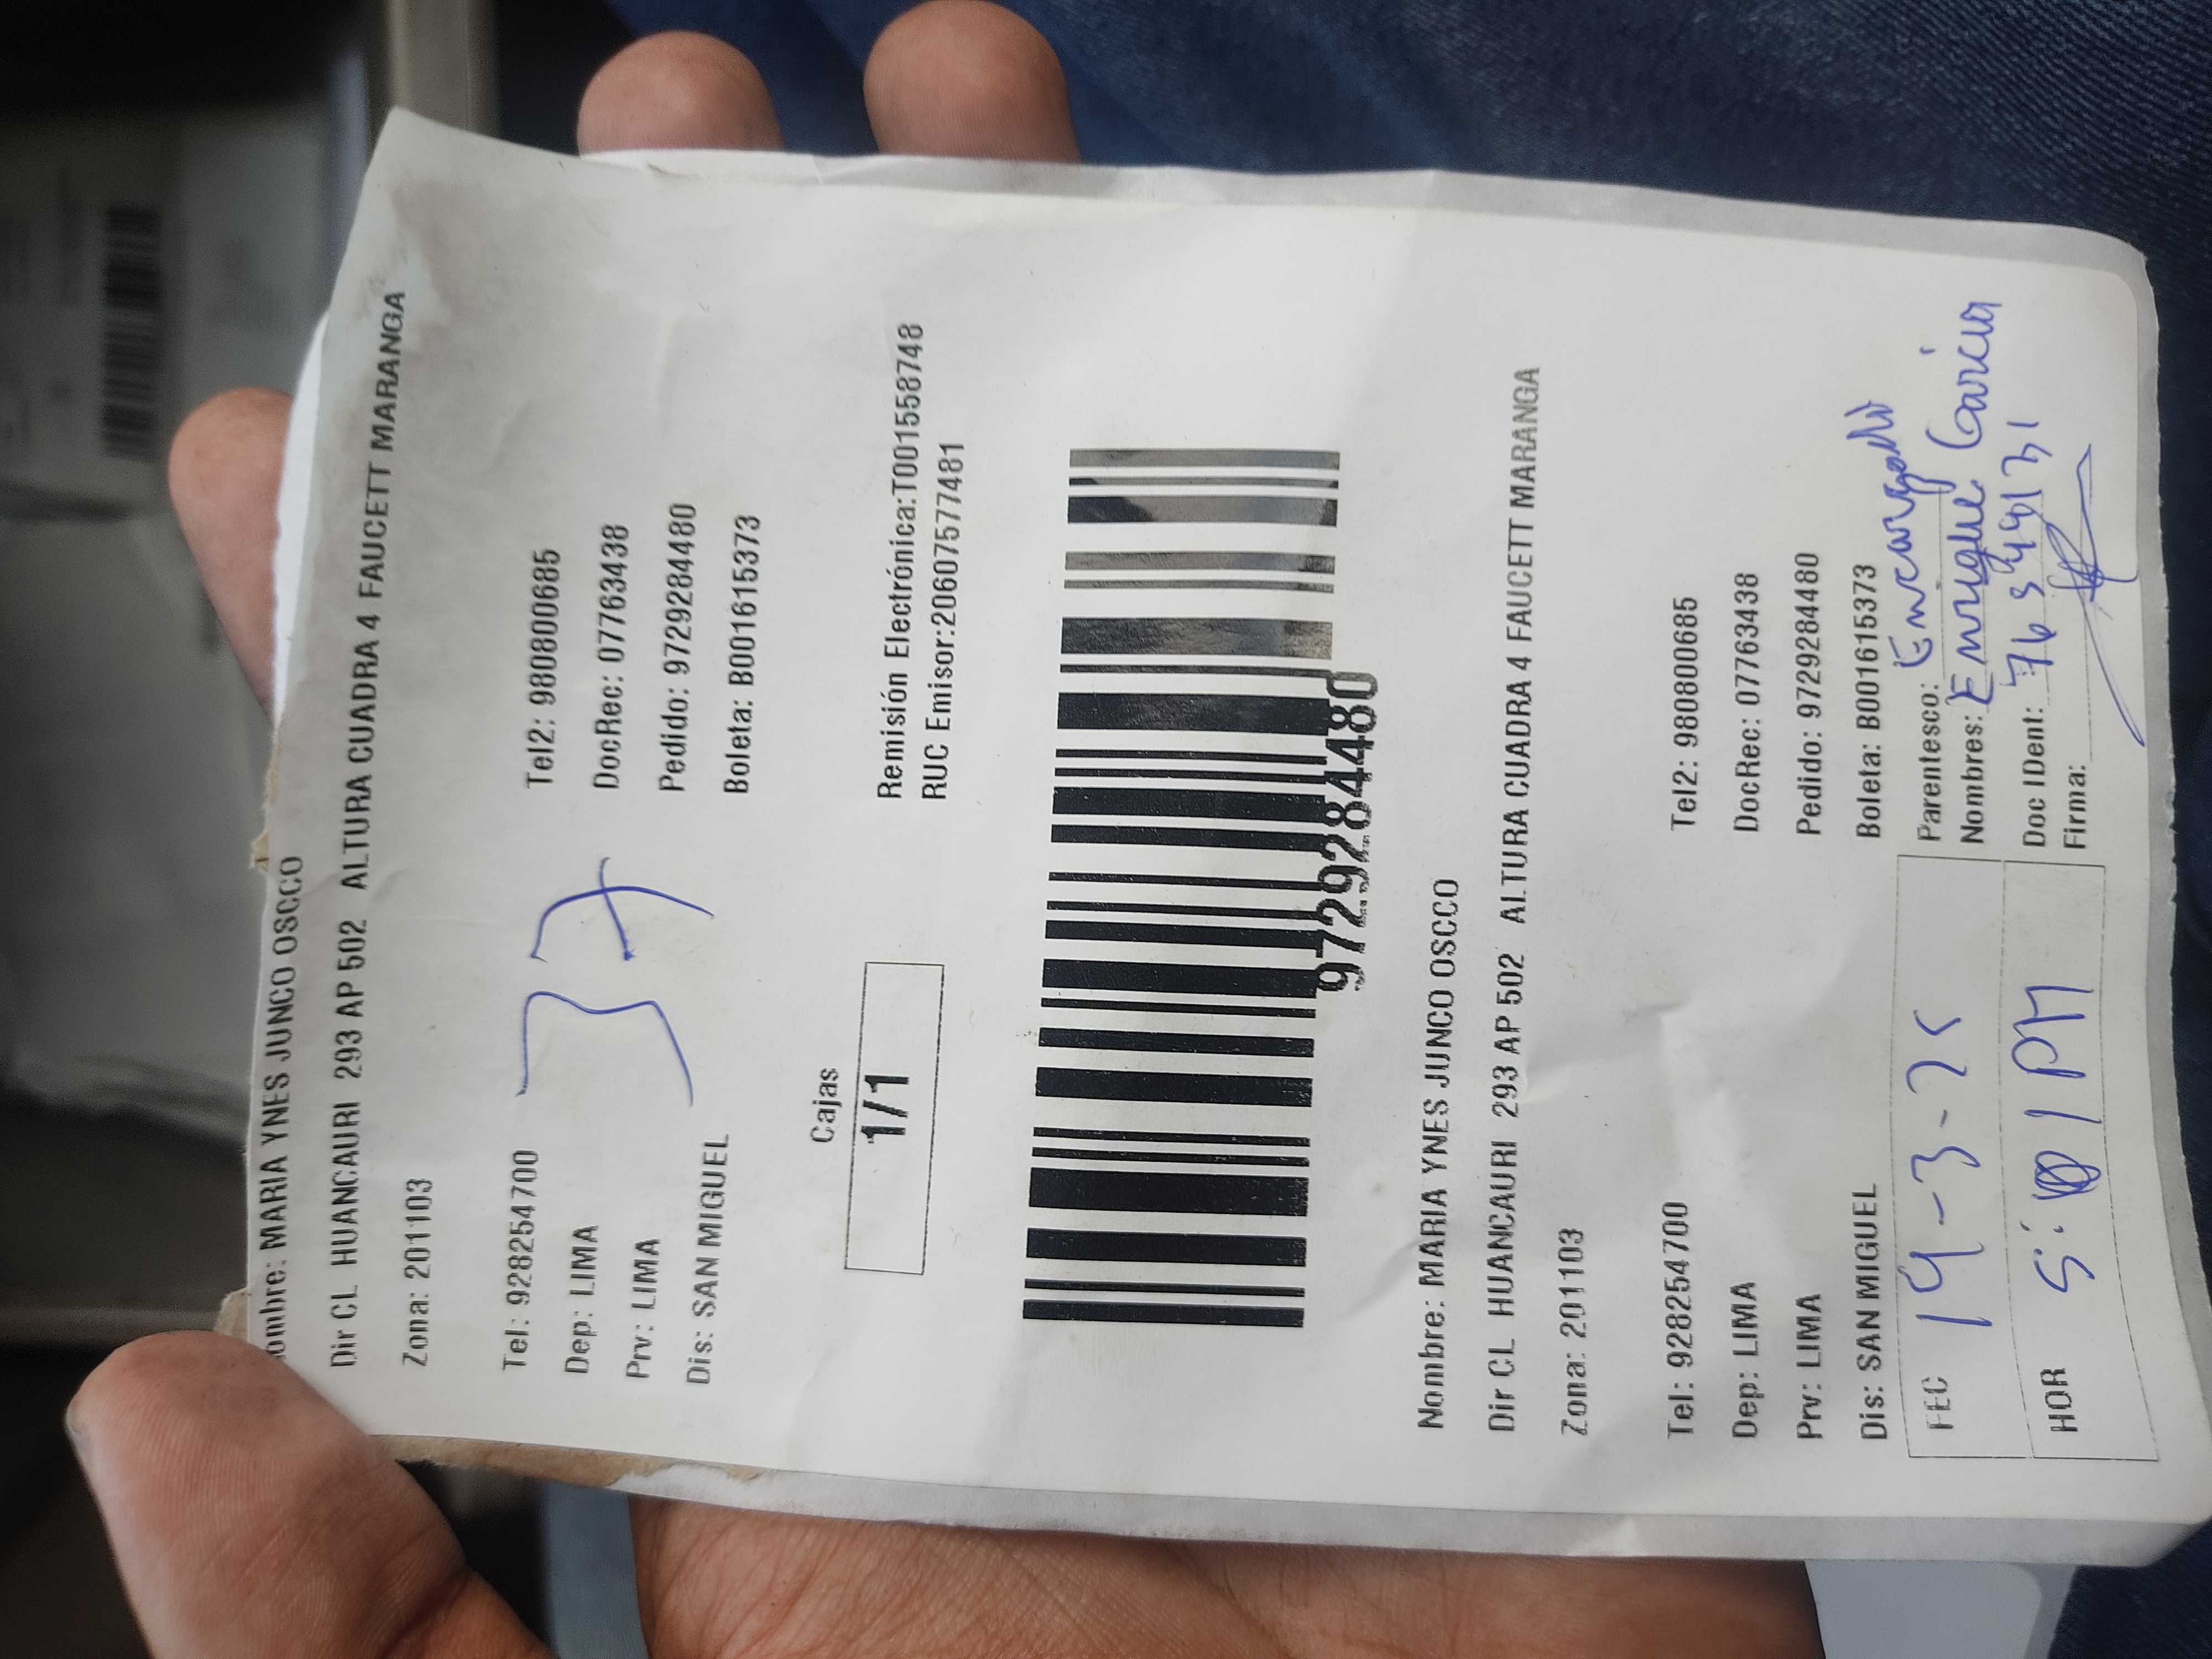 ombre: MARIA YNES JUNCO OSCCO
Dir CL HUANCAURI 293 AP 502 ALTURA CUADRA 4 FAUCETT MARANGA
Zona: 201103
Tel: 928254700 Tel2: 980800685
Dep: LIMA DocRec: 07763438
Prv: LIMA Pedido: 9729284480
Dis: SAN MIGUEL Boleta: B001615373
37
Cajas
1/1
Remisión Electrónica:T001558748
RUC Emisor:20607577481
9729284480
Nombre: MARIA YNES JUNCO OSCCO
Dir CL HUANCAURI 293 AP 502 ALTURA CUADRA 4 FAUCETT MARANGA
Zona: 201103
Tel: 928254700 Tel2: 980800685
Dep: LIMA DocRec: 07763438
Prv: LIMA Pedido: 9729284480
Dis: SAN MIGUEL Boleta: B001615373
FEC 19-3-25 Parentesco: Encargado
Nombres: Enrique Garcia
HOR PM Doc IDent:
Firma: